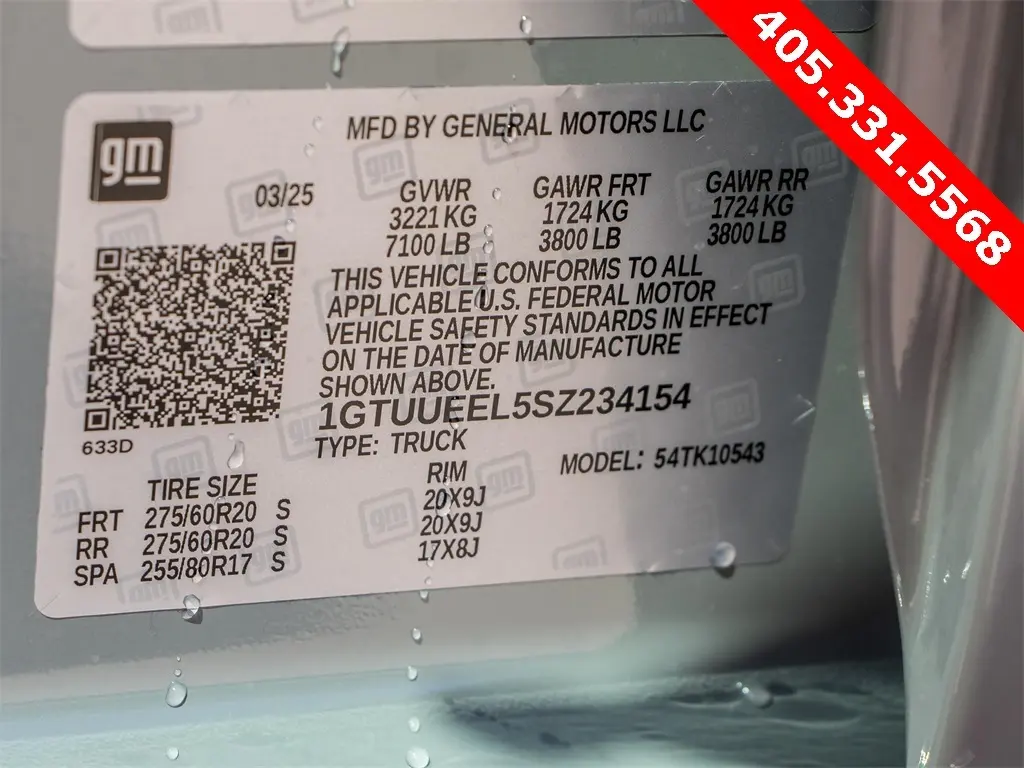 405.331.5568
gm
MFD BY GENERAL MOTORS LLC
03/25 GVWR GAWR FRT GAWR RR
3221 KG 1724 KG 1724 KG
7100 LB 3800 LB 3800 LB
THIS VEHICLE CONFORMS TO ALL
APPLICABLE U.S. FEDERAL MOTOR
VEHICLE SAFETY STANDARDS IN EFFECT
ON THE DATE OF MANUFACTURE
SHOWN ABOVE.
1GTUUEEL5SZ234154
633D
TYPE: TRUCK
MODEL: 54TK10543
TIRE SIZE RIM
FRT 275/60R20 S 20X9J
RR 275/60R20 S 20X9J
SPA 255/80R17 S 17X8J